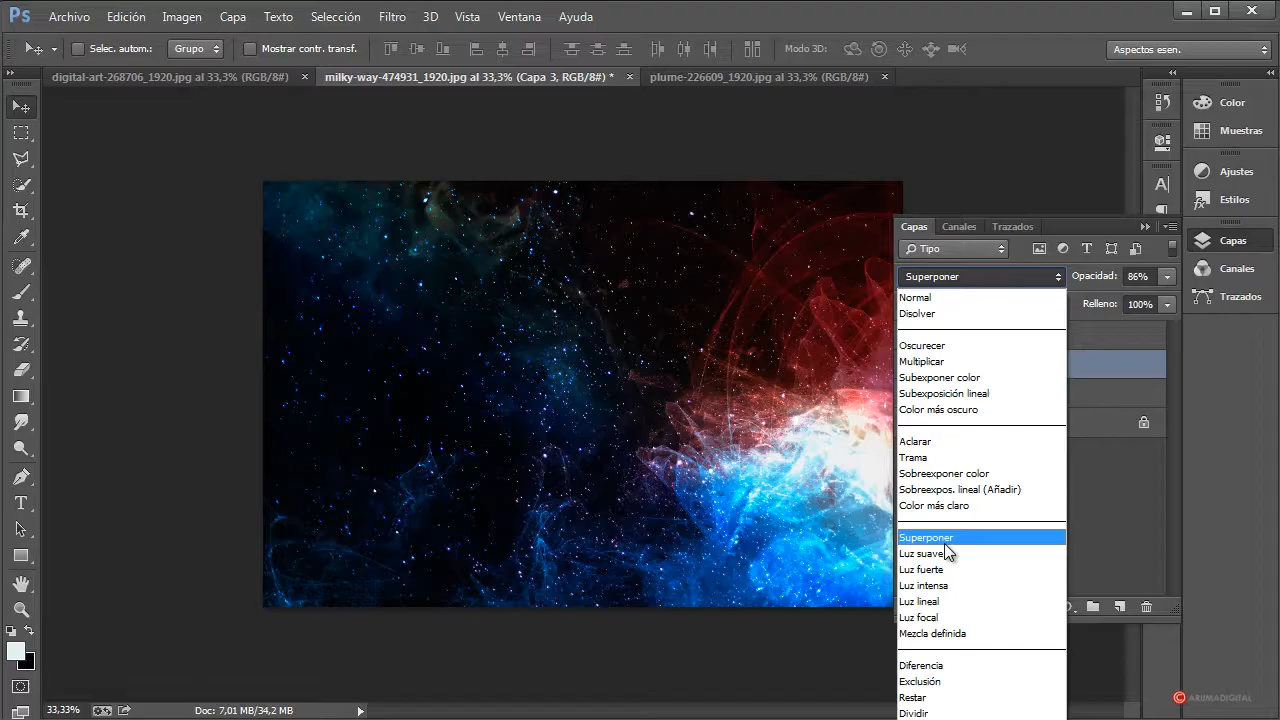 Ps Archivo Edición Imagen Capa Texto Selección Filtro 3D Vista Ventana Ayuda
Selec. autom.: Grupo Mostrar contr. transf. Modo 3D: Aspectos esen.
digital-art-268706_1920.jpg al 33,3% (RGB/8#) × milky-way-474931_1920.jpg al 33,3% (Capa 3, RGB/8#) * × plume-226609_1920.jpg al 33,3% (RGB/8#) ×
Color
Muestras
Ajustes
Estilos
Capas
Canales
Trazados
Capas Canales Trazados
Tipo
Superponer Opacidad: 86%
Relleno: 100%
Normal
Disolver
Oscurecer
Multiplicar
Subexponer color
Subexposición lineal
Color más oscuro
Aclarar
Trama
Sobreexponer color
Sobreexpos. lineal (Añadir)
Color más claro
Superponer
Luz suave
Luz fuerte
Luz intensa
Luz lineal
Luz focal
Mezcla definida
Diferencia
Exclusión
Restar
Dividir
33,33% Doc: 7,01 MB/34,2 MB
© ARUMADIGITAL